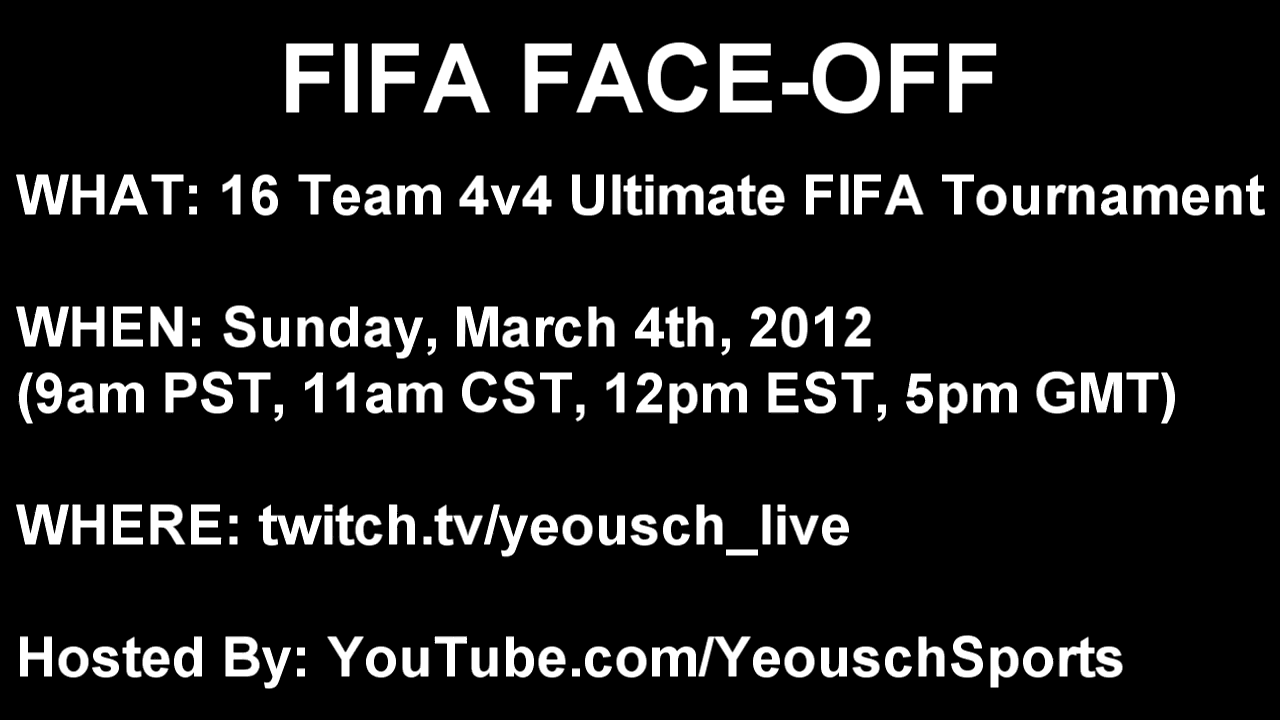 FIFA FACE-OFF
WHAT: 16 Team 4v4 Ultimate FIFA Tournament
WHEN: Sunday, March 4th, 2012
(9am PST, 11am CST, 12pm EST, 5pm GMT)
WHERE: twitch.tv/yeousch_live
Hosted By: YouTube.com/YeouschSports